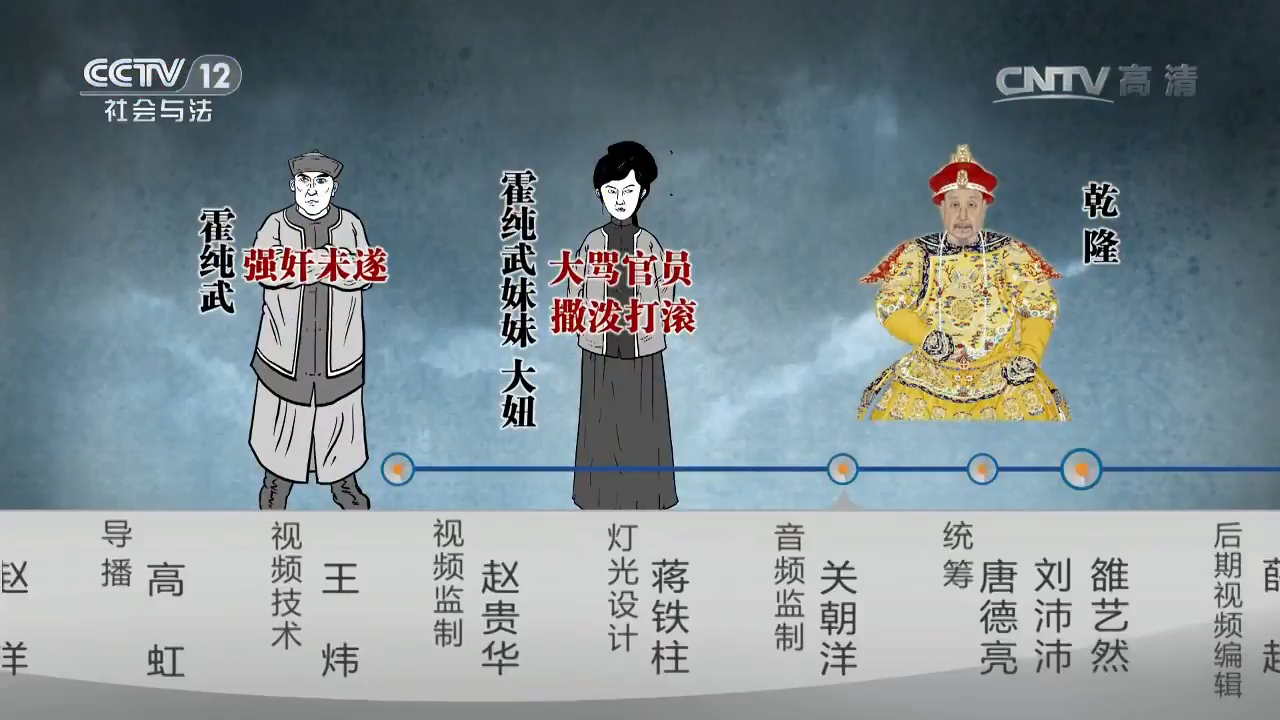 CCTV 12
社会与法
CNTV 高清
霍纯武
强奸未遂
霍纯武妹妹 大妞
大骂官员
撒泼打滚
乾隆
洋
导播
高虹
视频技术
王炜
视频监制
赵贵华
灯光设计
蒋铁柱
音频监制
关朝洋
统筹
唐德亮
刘沛沛
雒艺然
后期视频编辑